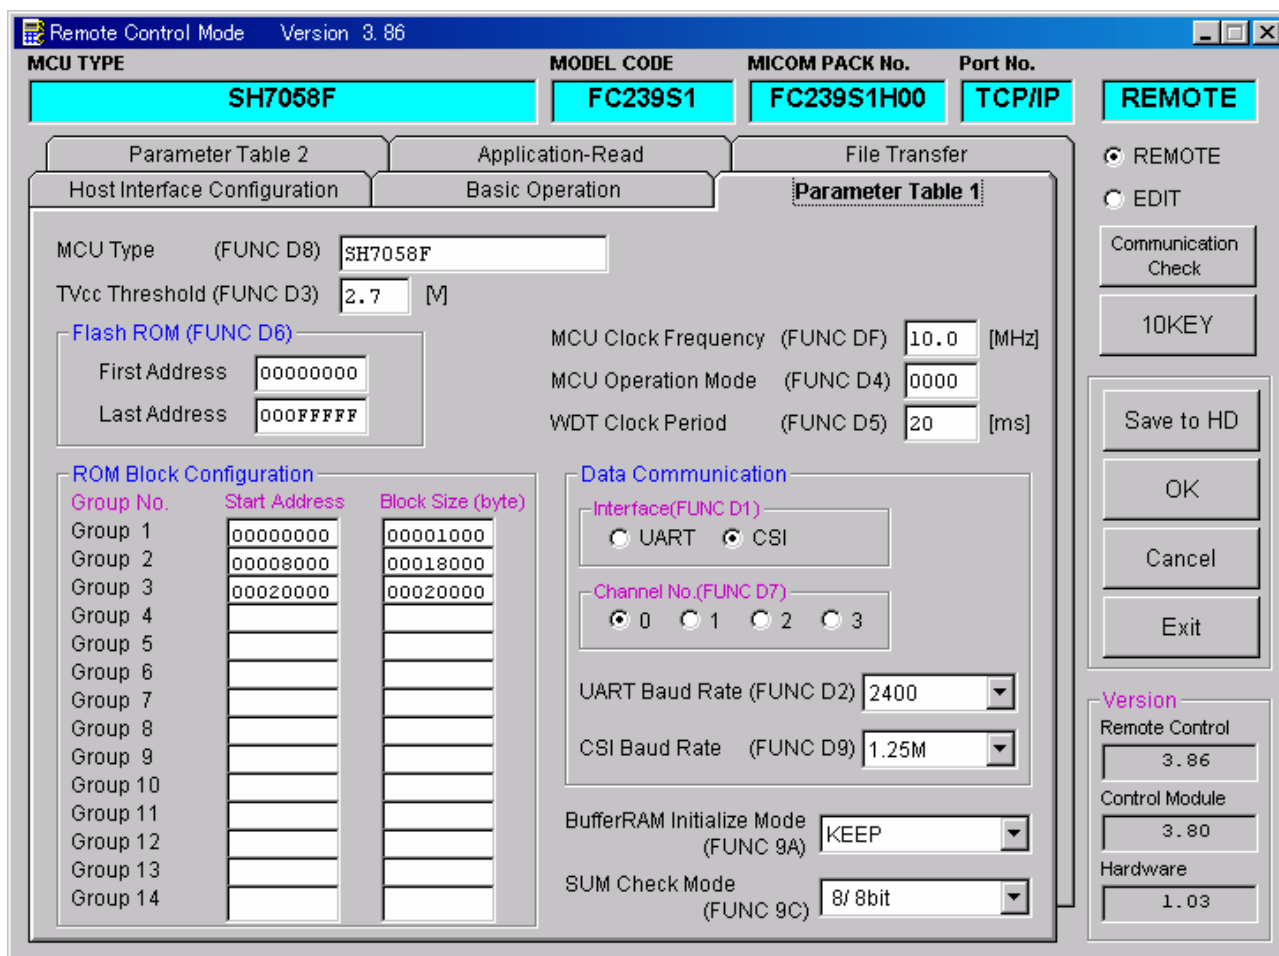 Remote Control Mode Version 3.86
MCU TYPE MODEL CODE MICOM PACK No. Port No.
SH7058F FC239S1 FC239S1H00 TCP/IP REMOTE
Parameter Table 2 Application-Read File Transfer
Host Interface Configuration Basic Operation Parameter Table 1
REMOTE
EDIT
Communication Check
10KEY
Save to HD
OK
Cancel
Exit
MCU Type (FUNC D8) SH7058F
TVcc Threshold (FUNC D3) 2.7 [V]
Flash ROM (FUNC D6)
First Address 00000000
Last Address 000FFFFF
MCU Clock Frequency (FUNC DF) 10.0 [MHz]
MCU Operation Mode (FUNC D4) 0000
WDT Clock Period (FUNC D5) 20 [ms]
ROM Block Configuration
Group No. Start Address Block Size (byte)
Group 1 00000000 00001000
Group 2 00008000 00018000
Group 3 00020000 00020000
Group 4
Group 5
Group 6
Group 7
Group 8
Group 9
Group 10
Group 11
Group 12
Group 13
Group 14
Data Communication
Interface(FUNC D1)
UART CSI
Channel No.(FUNC D7)
0 1 2 3
UART Baud Rate (FUNC D2) 2400
CSI Baud Rate (FUNC D9) 1.25M
BufferRAM Initialize Mode (FUNC 9A) KEEP
SUM Check Mode (FUNC 9C) 8/ 8bit
Version
Remote Control
3.86
Control Module
3.80
Hardware
1.03